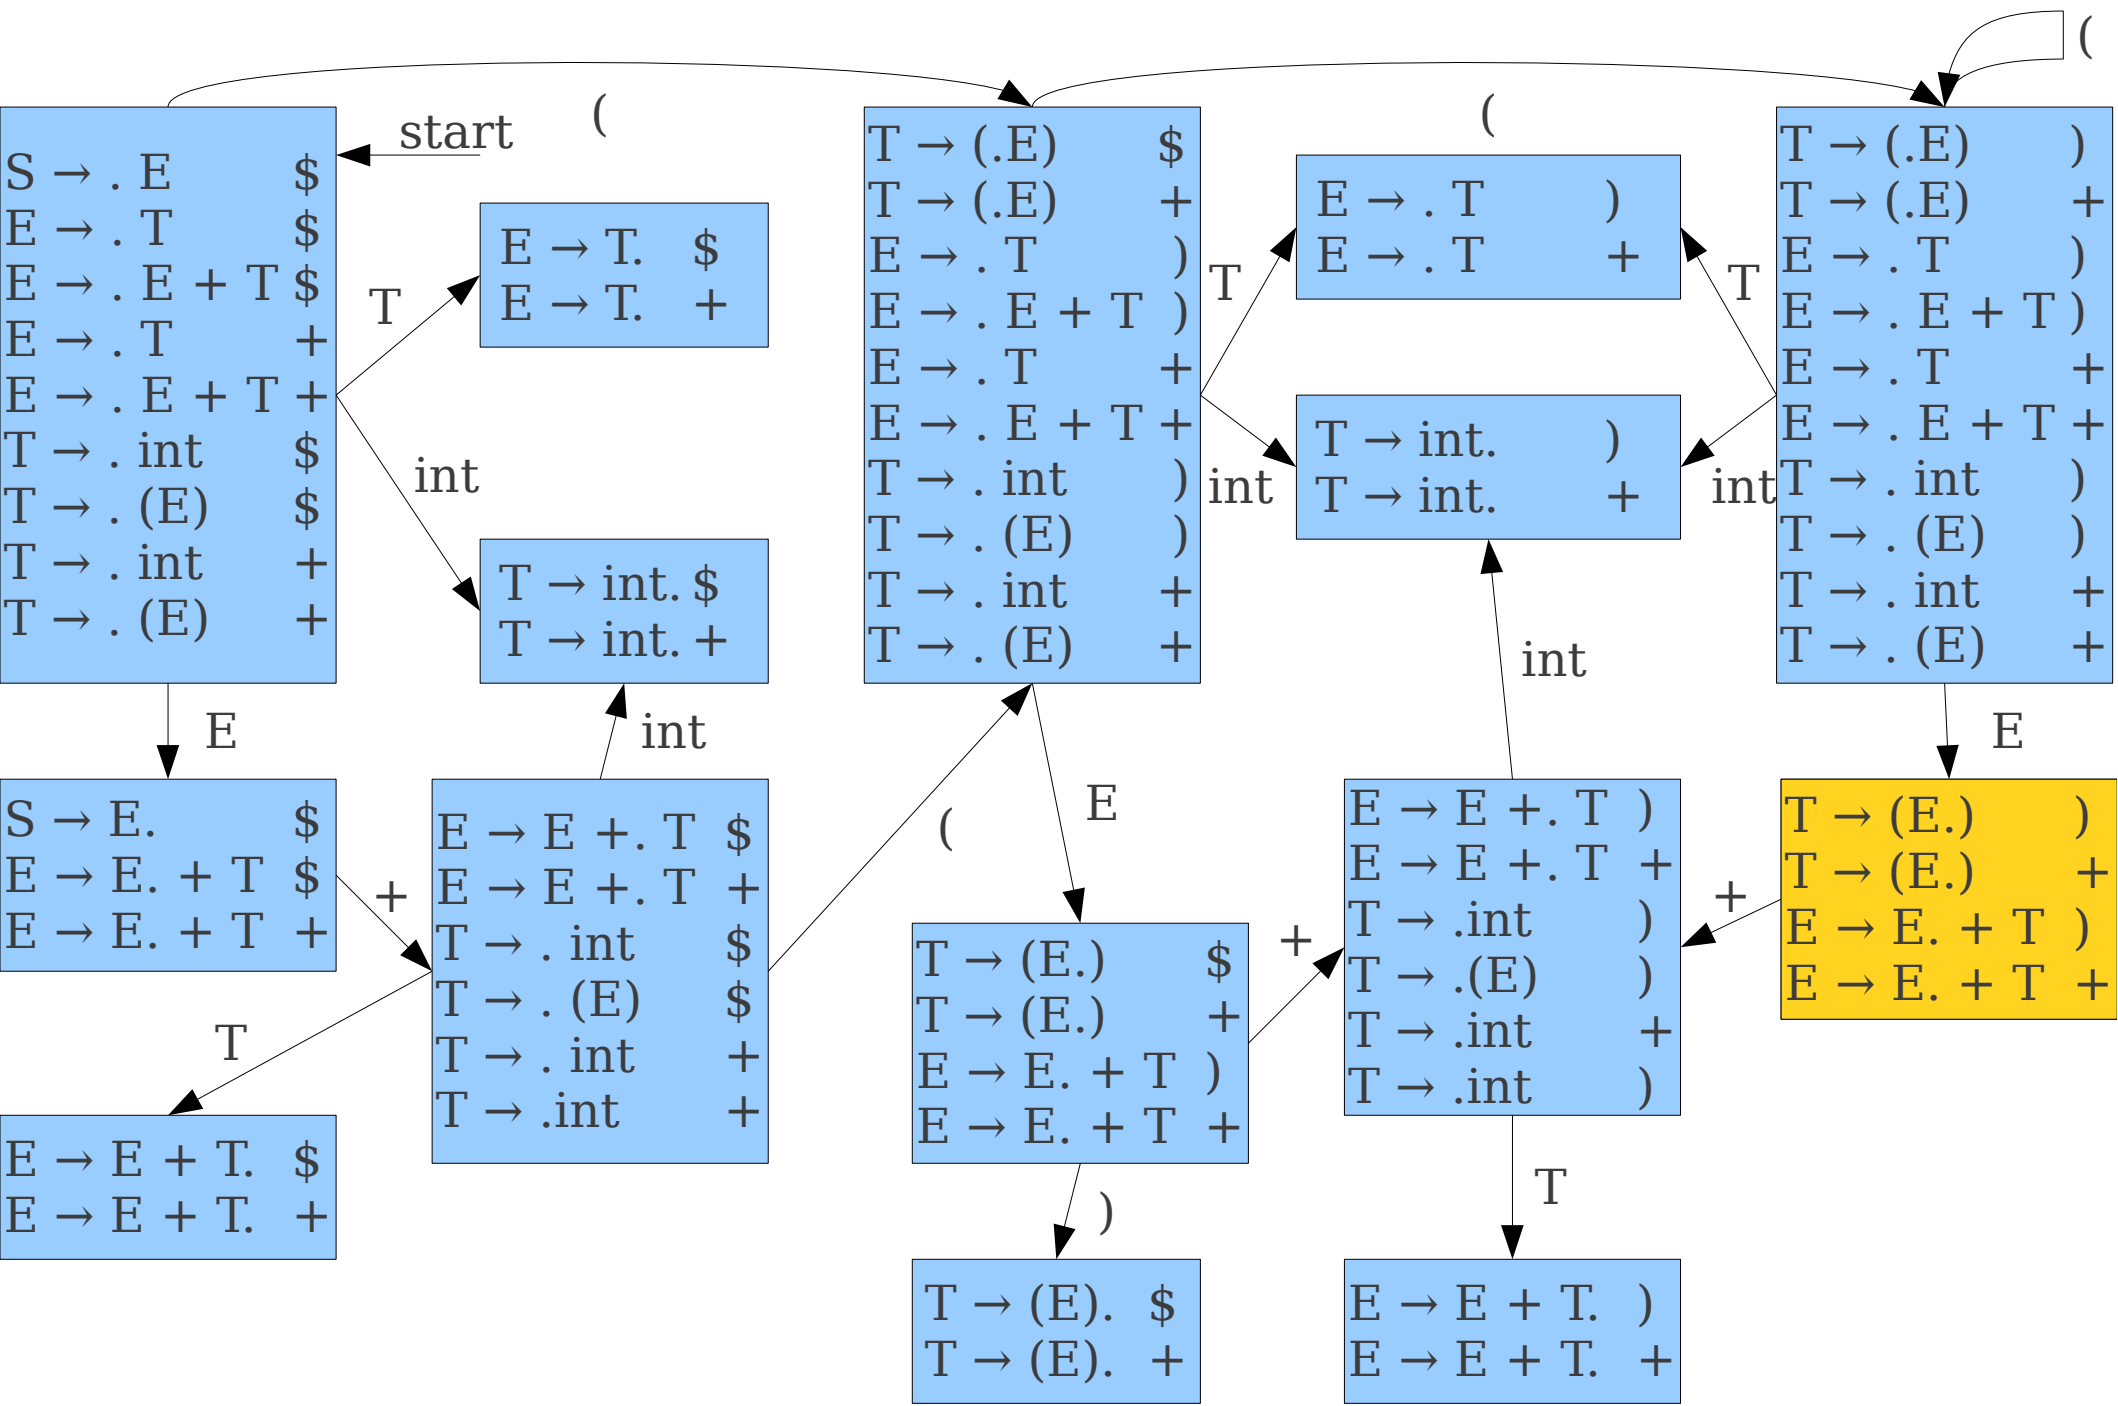 (
start
(
(
S → . E $
E → . T $
E → . E + T $
E → . T +
E → . E + T +
T → . int $
T → . (E) $
T → . int +
T → . (E) +
T
E → T. $
E → T. +
int
T → int. $
T → int. +
T → (.E) $
T → (.E) +
E → . T )
E → . E + T )
E → . T +
E → . E + T +
T → . int )
T → . (E) )
T → . int +
T → . (E) +
T
E → . T )
E → . T +
T
int
T → int. )
T → int. +
int
T → (.E) )
T → (.E) +
E → . T )
E → . E + T )
E → . T +
E → . E + T +
T → . int )
T → . (E) )
T → . int +
T → . (E) +
E
int
int
E
S → E. $
E → E. + T $
E → E. + T +
+
E → E +. T $
E → E +. T +
T → . int $
T → . (E) $
T → . int +
T → .int +
(
E
E → E +. T )
E → E +. T +
T → .int )
T → .(E) )
T → .int +
T → .int )
+
T → (E.) )
T → (E.) +
E → E. + T )
E → E. + T +
T
T → (E.) $
T → (E.) +
E → E. + T )
E → E. + T +
+
E → E + T. $
E → E + T. +
)
T
T → (E). $
T → (E). +
E → E + T. )
E → E + T. +